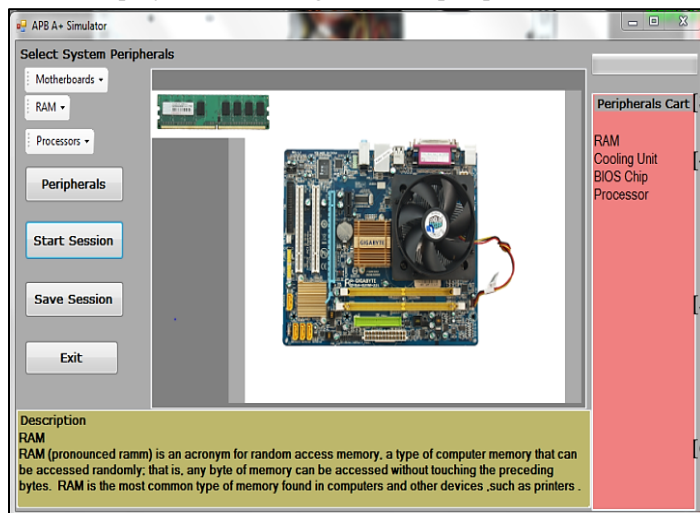 APB A+ Simulator
Select System Peripherals
Motherboards
RAM
Processors
Peripherals
Start Session
Save Session
Exit
GIGABYTE
Peripherals Cart
RAM
Cooling Unit
BIOS Chip
Processor
Description
RAM
RAM (pronounced ramm) is an acronym for random access memory, a type of computer memory that can
be accessed randomly; that is, any byte of memory can be accessed without touching the preceding
bytes. RAM is the most common type of memory found in computers and other devices ,such as printers .